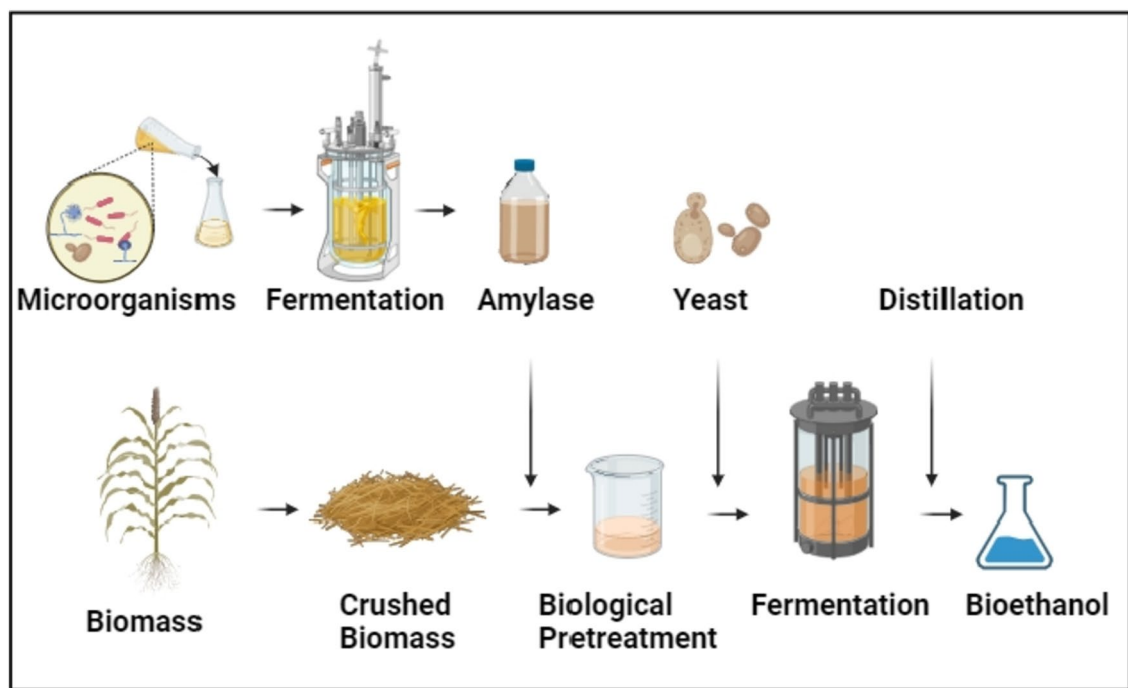 Microorganisms
Fermentation
Amylase
Yeast
Distillation
Biomass
Crushed
Biomass
Biological
Pretreatment
Fermentation
Bioethanol